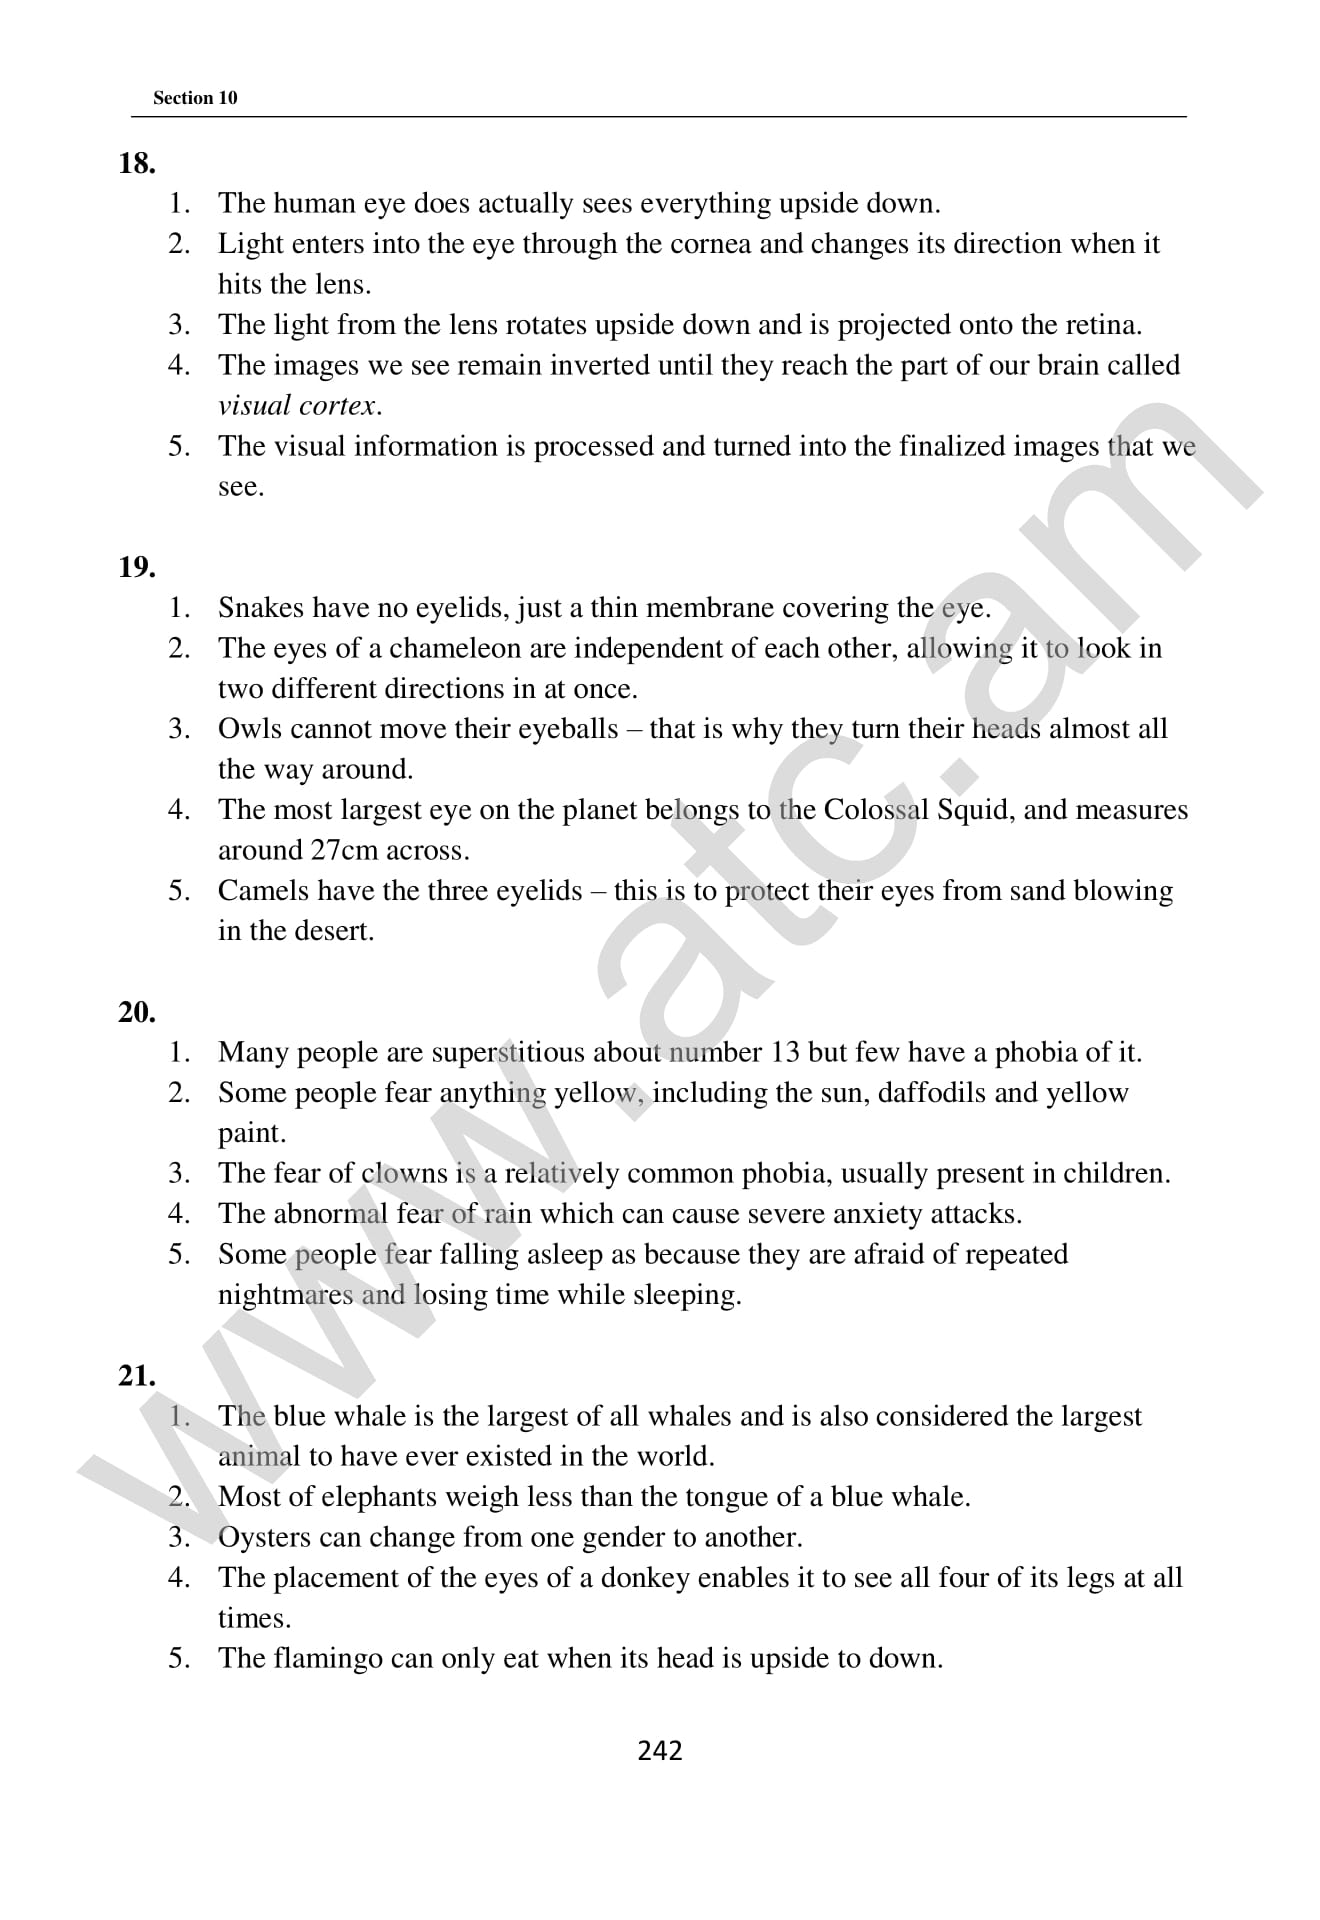 Section 10
18.
1. The human eye does actually sees everything upside down.
2. Light enters into the eye through the cornea and changes its direction when it
hits the lens.
3. The light from the lens rotates upside down and is projected onto the retina.
4. The images we see remain inverted until they reach the part of our brain called
visual cortex.
5. The visual information is processed and turned into the finalized images that we
see.
19.
1. Snakes have no eyelids, just a thin membrane covering the eye.
2. The eyes of a chameleon are independent of each other, allowing it to look in
two different directions in at once.
3. Owls cannot move their eyeballs – that is why they turn their heads almost all
the way around.
4. The most largest eye on the planet belongs to the Colossal Squid, and measures
around 27cm across.
5. Camels have the three eyelids – this is to protect their eyes from sand blowing
in the desert.
20.
1. Many people are superstitious about number 13 but few have a phobia of it.
2. Some people fear anything yellow, including the sun, daffodils and yellow
paint.
3. The fear of clowns is a relatively common phobia, usually present in children.
4. The abnormal fear of rain which can cause severe anxiety attacks.
5. Some people fear falling asleep as because they are afraid of repeated
nightmares and losing time while sleeping.
21.
1. The blue whale is the largest of all whales and is also considered the largest
animal to have ever existed in the world.
2. Most of elephants weigh less than the tongue of a blue whale.
3. Oysters can change from one gender to another.
4. The placement of the eyes of a donkey enables it to see all four of its legs at all
times.
5. The flamingo can only eat when its head is upside to down.
242
www.atc.am